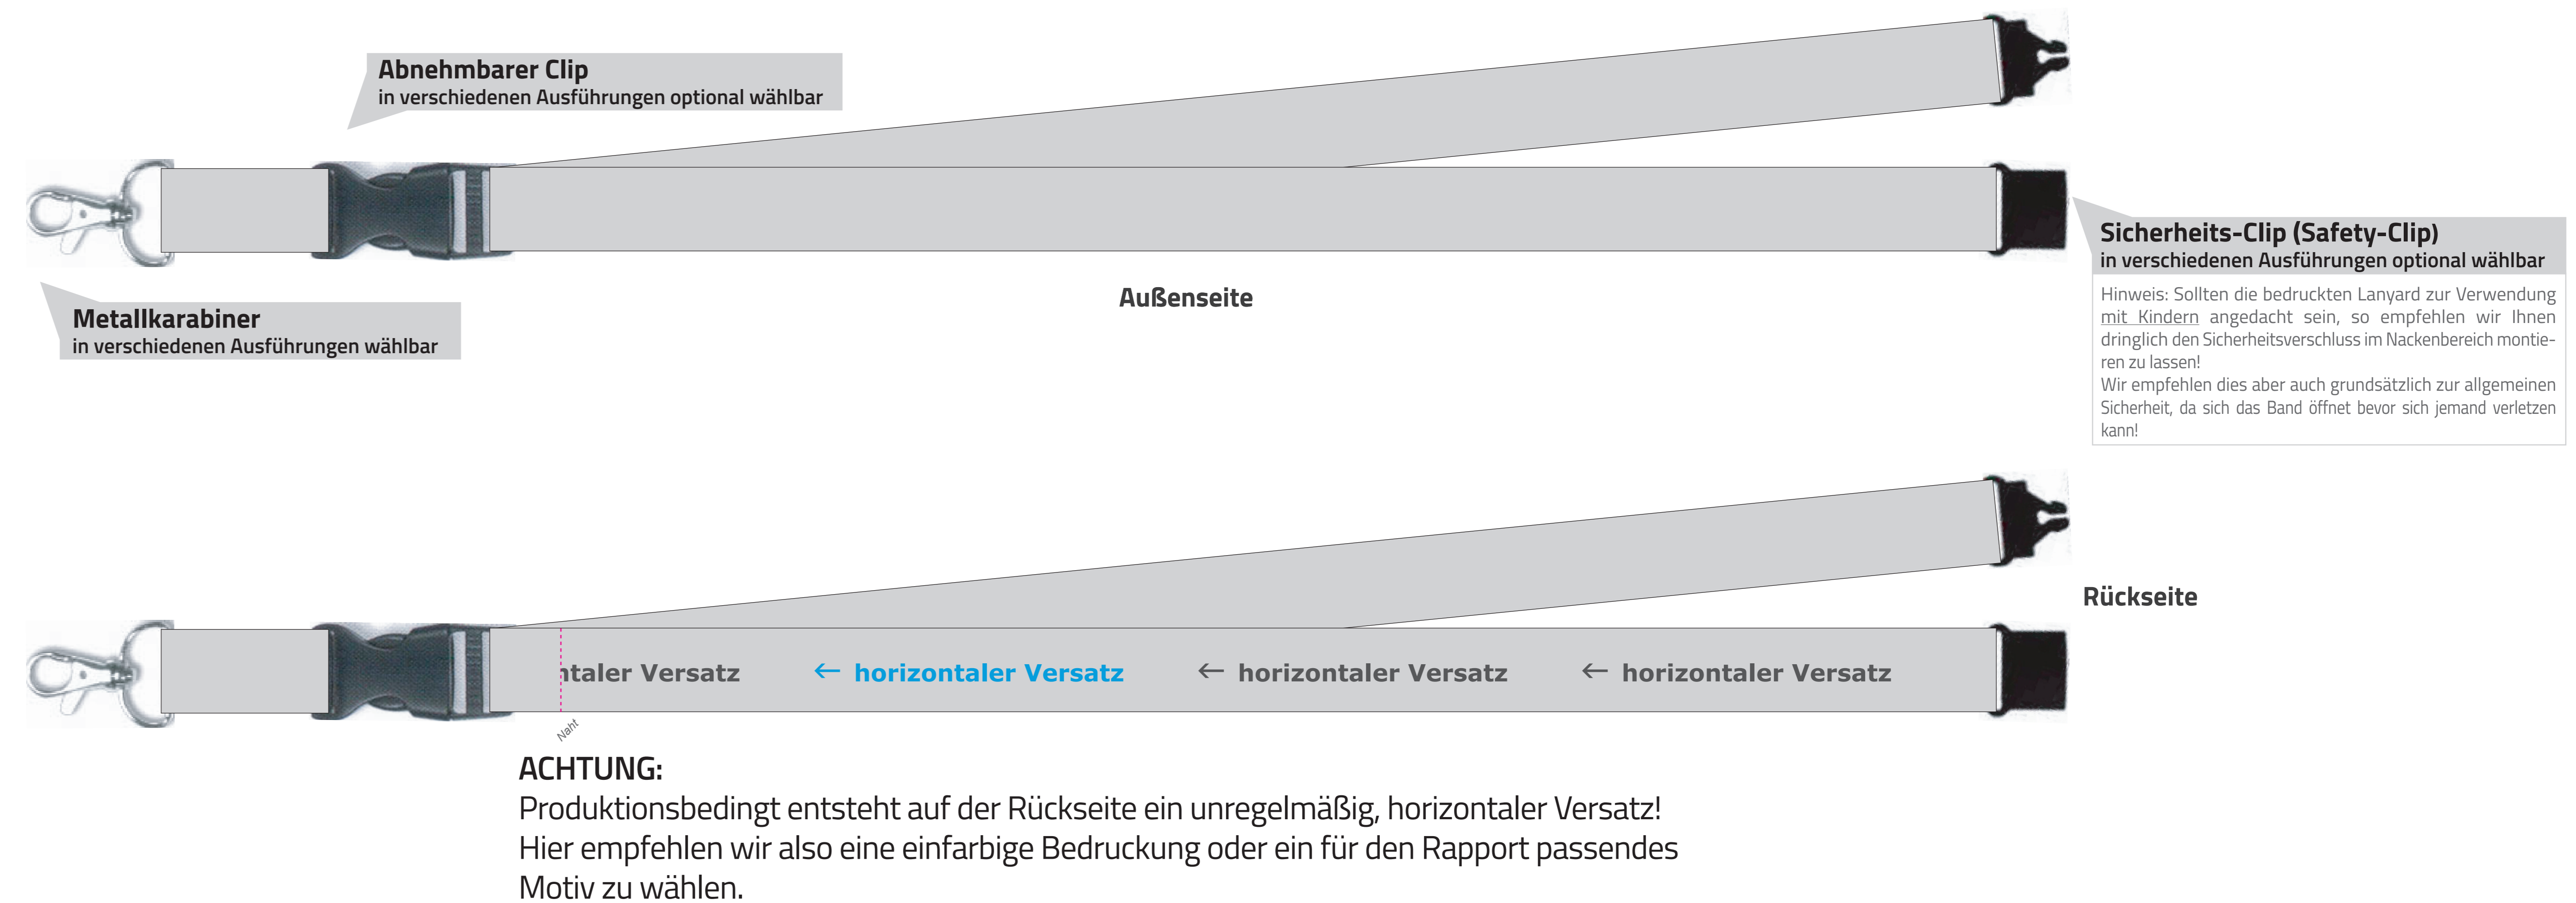 Abnehmbarer Clip
in verschiedenen Ausführungen optional wählbar
Metallkarabiner
in verschiedenen Ausführungen wählbar
Außenseite
Sicherheits-Clip (Safety-Clip)
in verschiedenen Ausführungen optional wählbar
Hinweis: Sollten die bedruckten Lanyard zur Verwendung
mit Kindern angedacht sein, so empfehlen wir Ihnen
dringlich den Sicherheitsverschluss im Nackenbereich montie-
ren zu lassen!
Wir empfehlen dies aber auch grundsätzlich zur allgemeinen
Sicherheit, da sich das Band öffnet bevor sich jemand verletzen
kann!
Rückseite
ntaler Versatz ← horizontaler Versatz ← horizontaler Versatz ← horizontaler Versatz
Naht
ACHTUNG:
Produktionsbedingt entsteht auf der Rückseite ein unregelmäßig, horizontaler Versatz!
Hier empfehlen wir also eine einfarbige Bedruckung oder ein für den Rapport passendes
Motiv zu wählen.